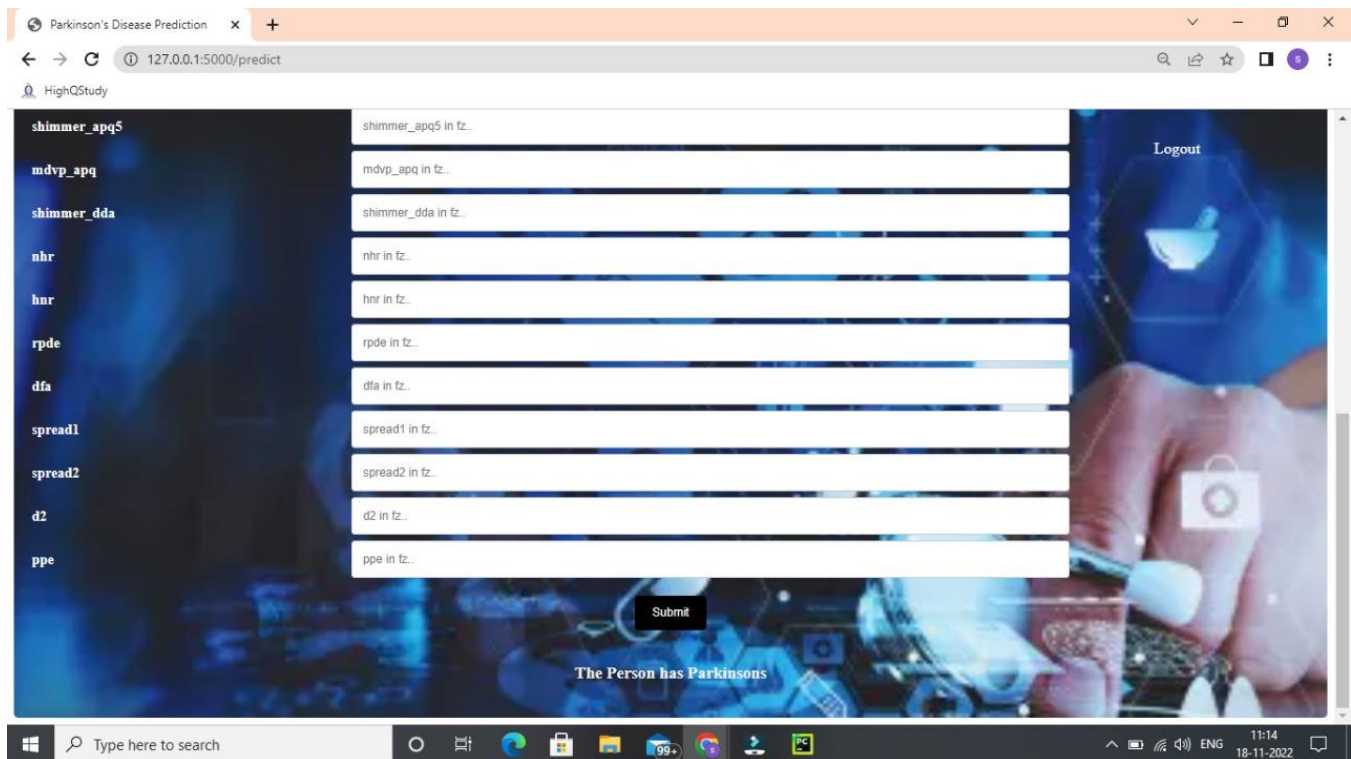 Parkinson's Disease Prediction
127.0.0.1:5000/predict
S
HighQStudy
shimmer_apq5 shimmer_apq5 in fz..
Logout
mdvp_apq mdvp_apq in fz..
shimmer_dda shimmer_dda in fz..
nhr nhr in fz..
hnr hnr in fz..
rpde rpde in fz..
dfa dfa in fz..
spread1 spread1 in fz..
spread2 spread2 in fz..
d2 d2 in fz..
ppe ppe in fz..
Submit
The Person has Parkinsons
Type here to search
99+
PC
ENG
11:14
18-11-2022